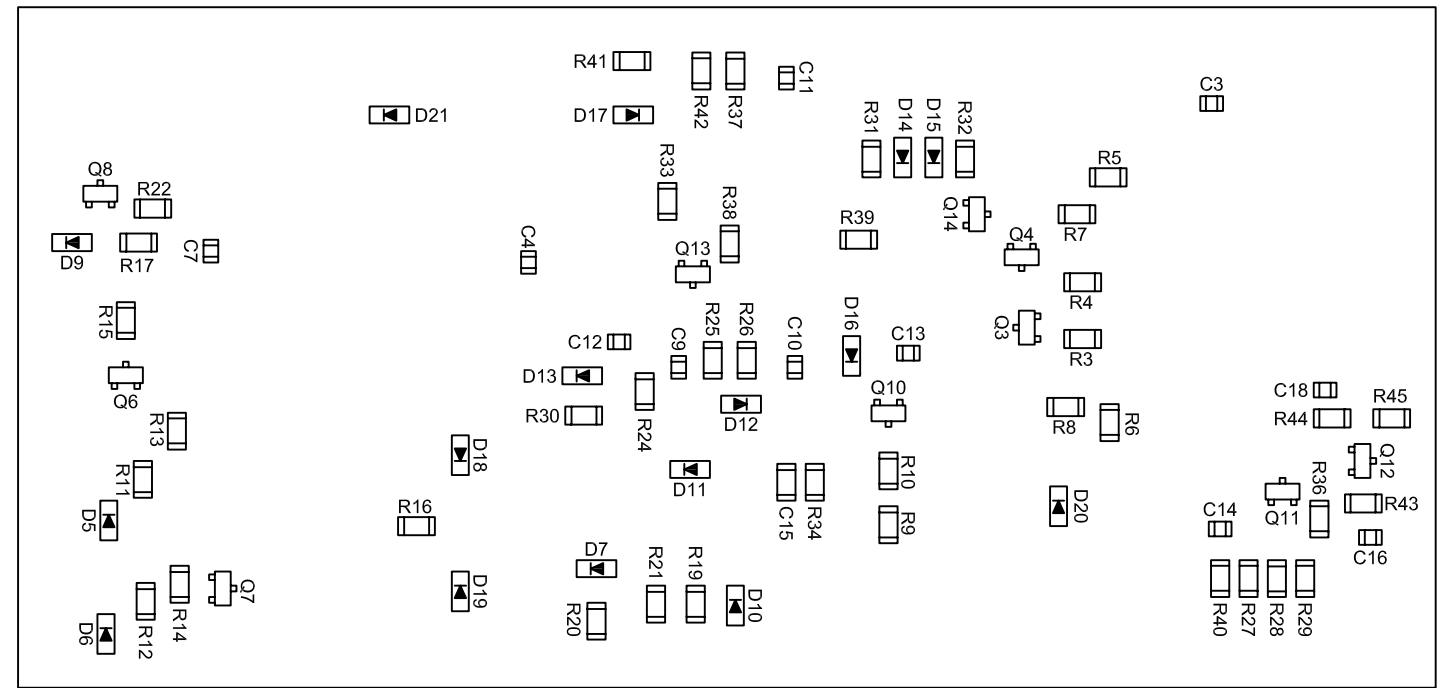 R41
C11
C3
D21
D17
R42
R37
R31
D14
D15
R32
R5
R33
Q8
R22
R38
Q14
R39
R7
Q4
C4
Q13
D9
R17
C7
R4
D16
Q3
R15
R25
R26
C12
C9
C10
C13
R3
D13
Q10
C18
R45
Q6
R30
R24
D12
R44
R8
R6
R13
D18
Q12
R11
D11
R10
R36
D5
R16
C15
R34
R9
D20
C14
Q11
R43
C16
D7
R21
R19
Q7
D19
D10
R20
D6
R12
R14
R40
R27
R28
R29